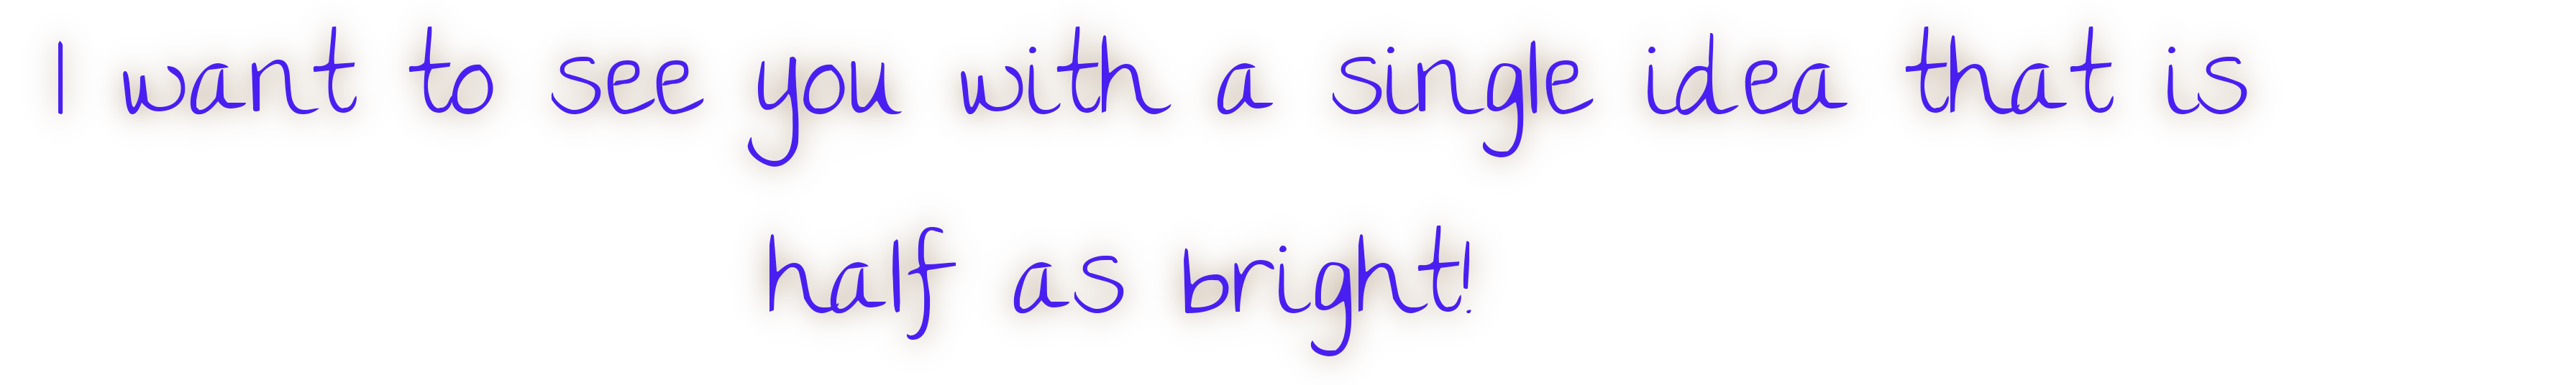 I want to see you with a single idea that is
half as bright!